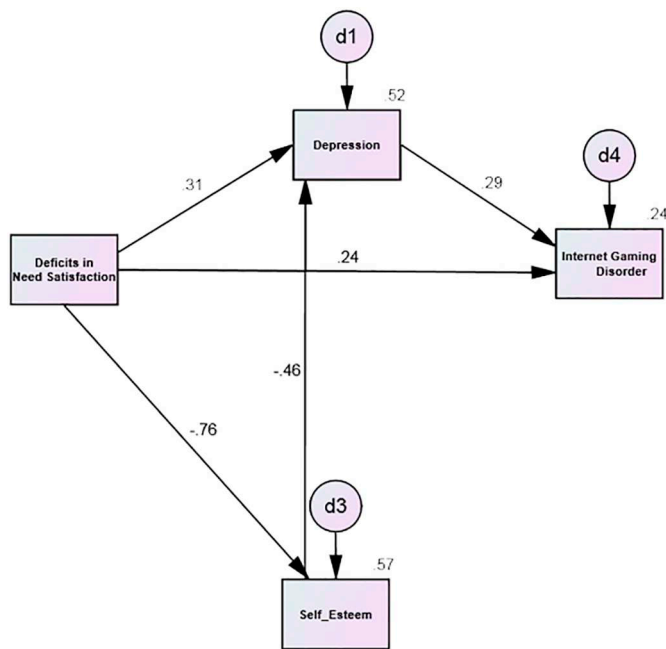 d1
.52
Depression
d4
.31
.29
.24
Deficits in
Need Satisfaction
.24
Internet Gaming
Disorder
-.46
-.76
d3
.57
Self_Esteem